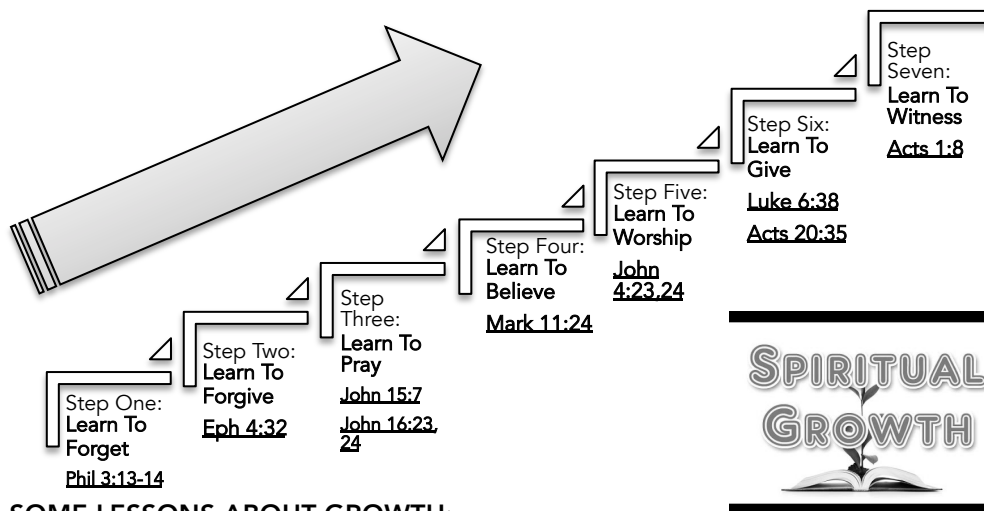 Step One:
Learn To
Forget
Phil 3:13-14
Step Two:
Learn To
Forgive
Eph 4:32
Step
Three:
Learn To
Pray
John 15:7
John 16:23,
24
Step Four:
Learn To
Believe
Mark 11:24
Step Five:
Learn To
Worship
John
4:23,24
Step Six:
Learn To
Give
Luke 6:38
Acts 20:35
Step
Seven:
Learn To
Witness
Acts 1:8
SPIRITUAL
GROWTH
SOME LESSONS ABOUT GROWTH: